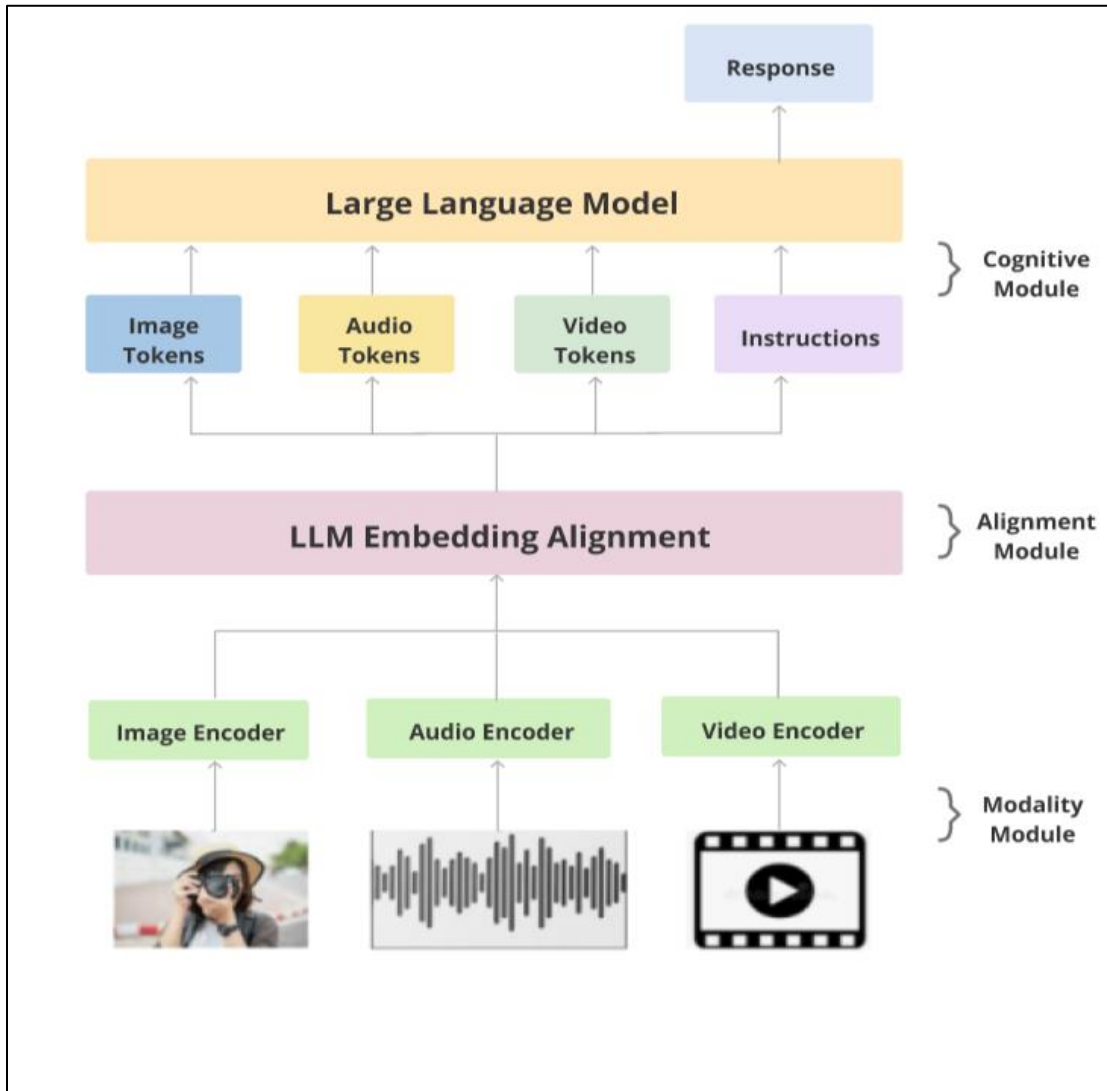 Response
Large Language Model
Cognitive
Module
Image
Tokens
Audio
Tokens
Video
Tokens
Instructions
LLM Embedding Alignment
Alignment
Module
Image Encoder
Audio Encoder
Video Encoder
Modality
Module